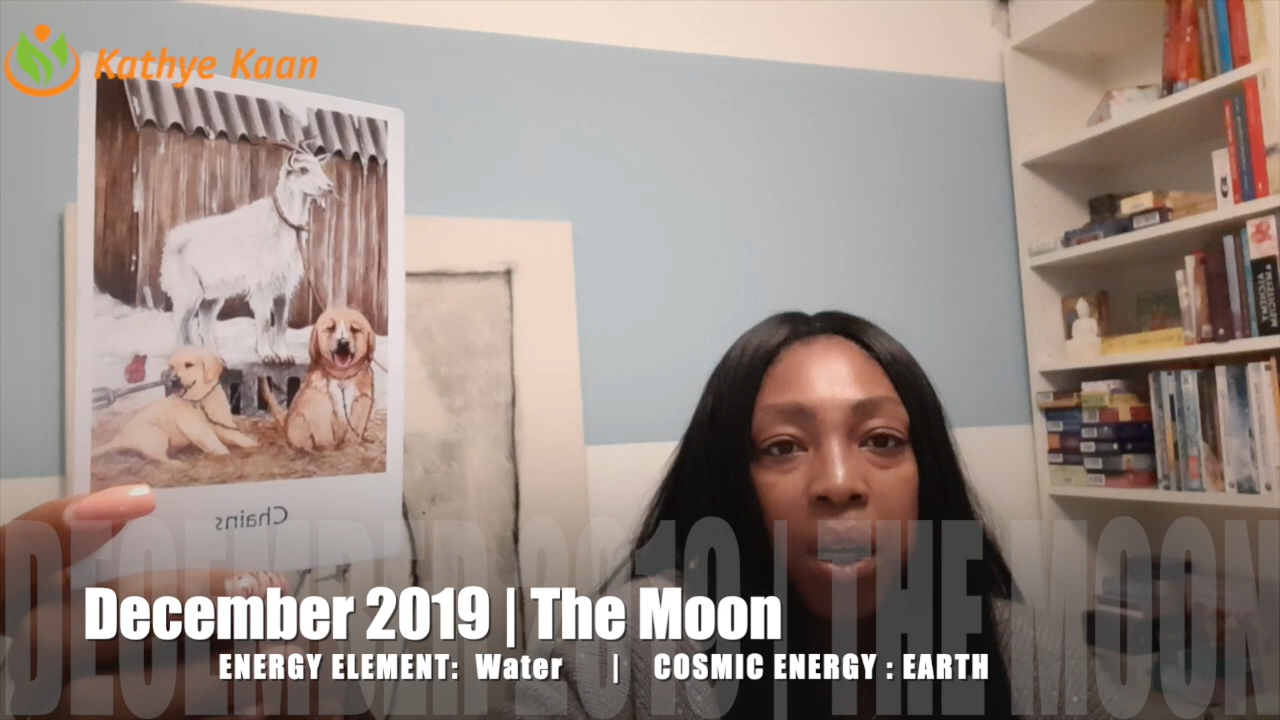 Kathye Kaan
Chains
DECEMBER 2019 | THE MOON
December 2019 | The Moon
ENERGY ELEMENT: Water | COSMIC ENERGY : EARTH